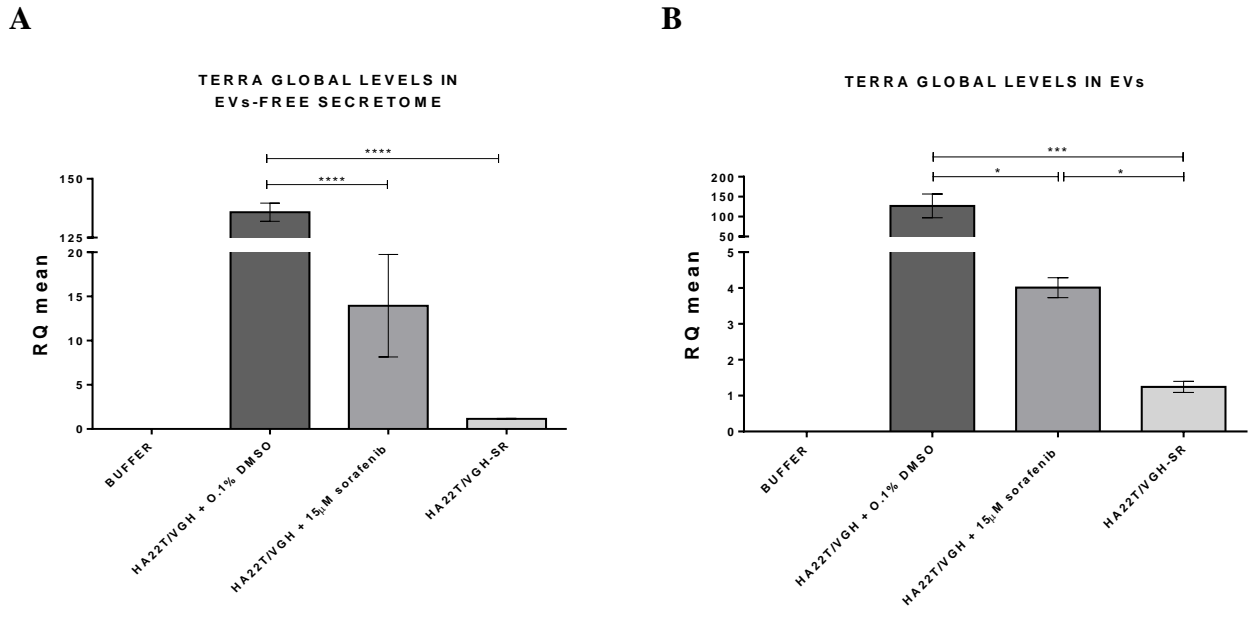 A
TERRA GLOBAL LEVELS IN
EVs-FREE SECRETOME
****
****
150
125
20
15
10
5
0
RQ mean
BUFFER
HA22T/VGH + O.1% DMSO
HA22T/VGH + 15μM sorafenib
HA22T/VGH-SR
B
TERRA GLOBAL LEVELS IN EVs
***
*
*
200
150
100
50
5
4
3
2
1
0
RQ mean
BUFFER
HA22T/VGH + O.1% DMSO
HA22T/VGH + 15μM sorafenib
HA22T/VGH-SR